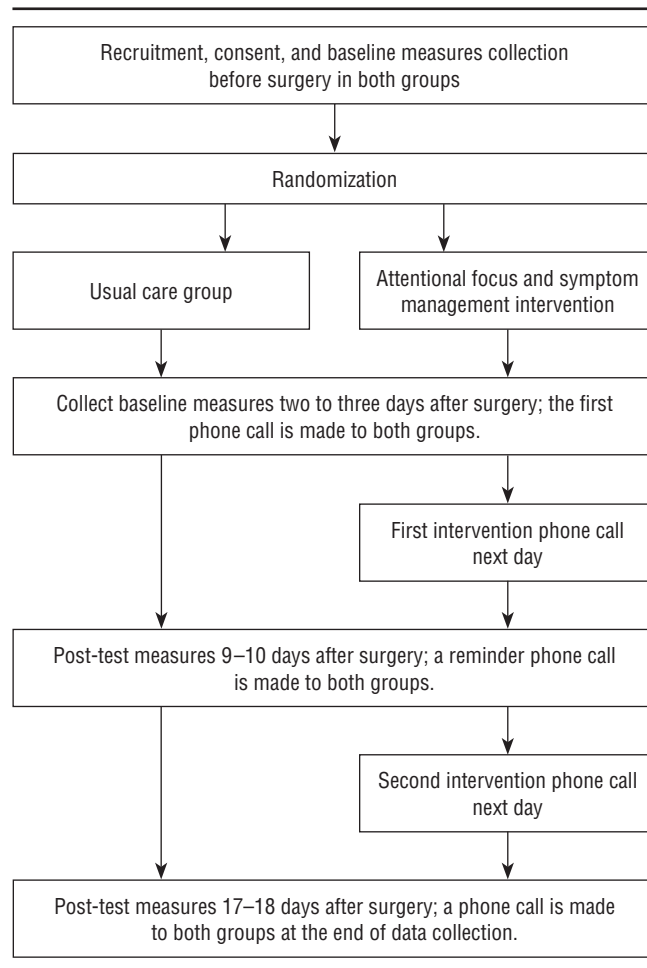 Recruitment, consent, and baseline measures collection
before surgery in both groups
Randomization
Usual care group
Attentional focus and symptom
management intervention
Collect baseline measures two to three days after surgery; the first
phone call is made to both groups.
First intervention phone call
next day
Post-test measures 9–10 days after surgery; a reminder phone call
is made to both groups.
Second intervention phone call
next day
Post-test measures 17–18 days after surgery; a phone call is made
to both groups at the end of data collection.